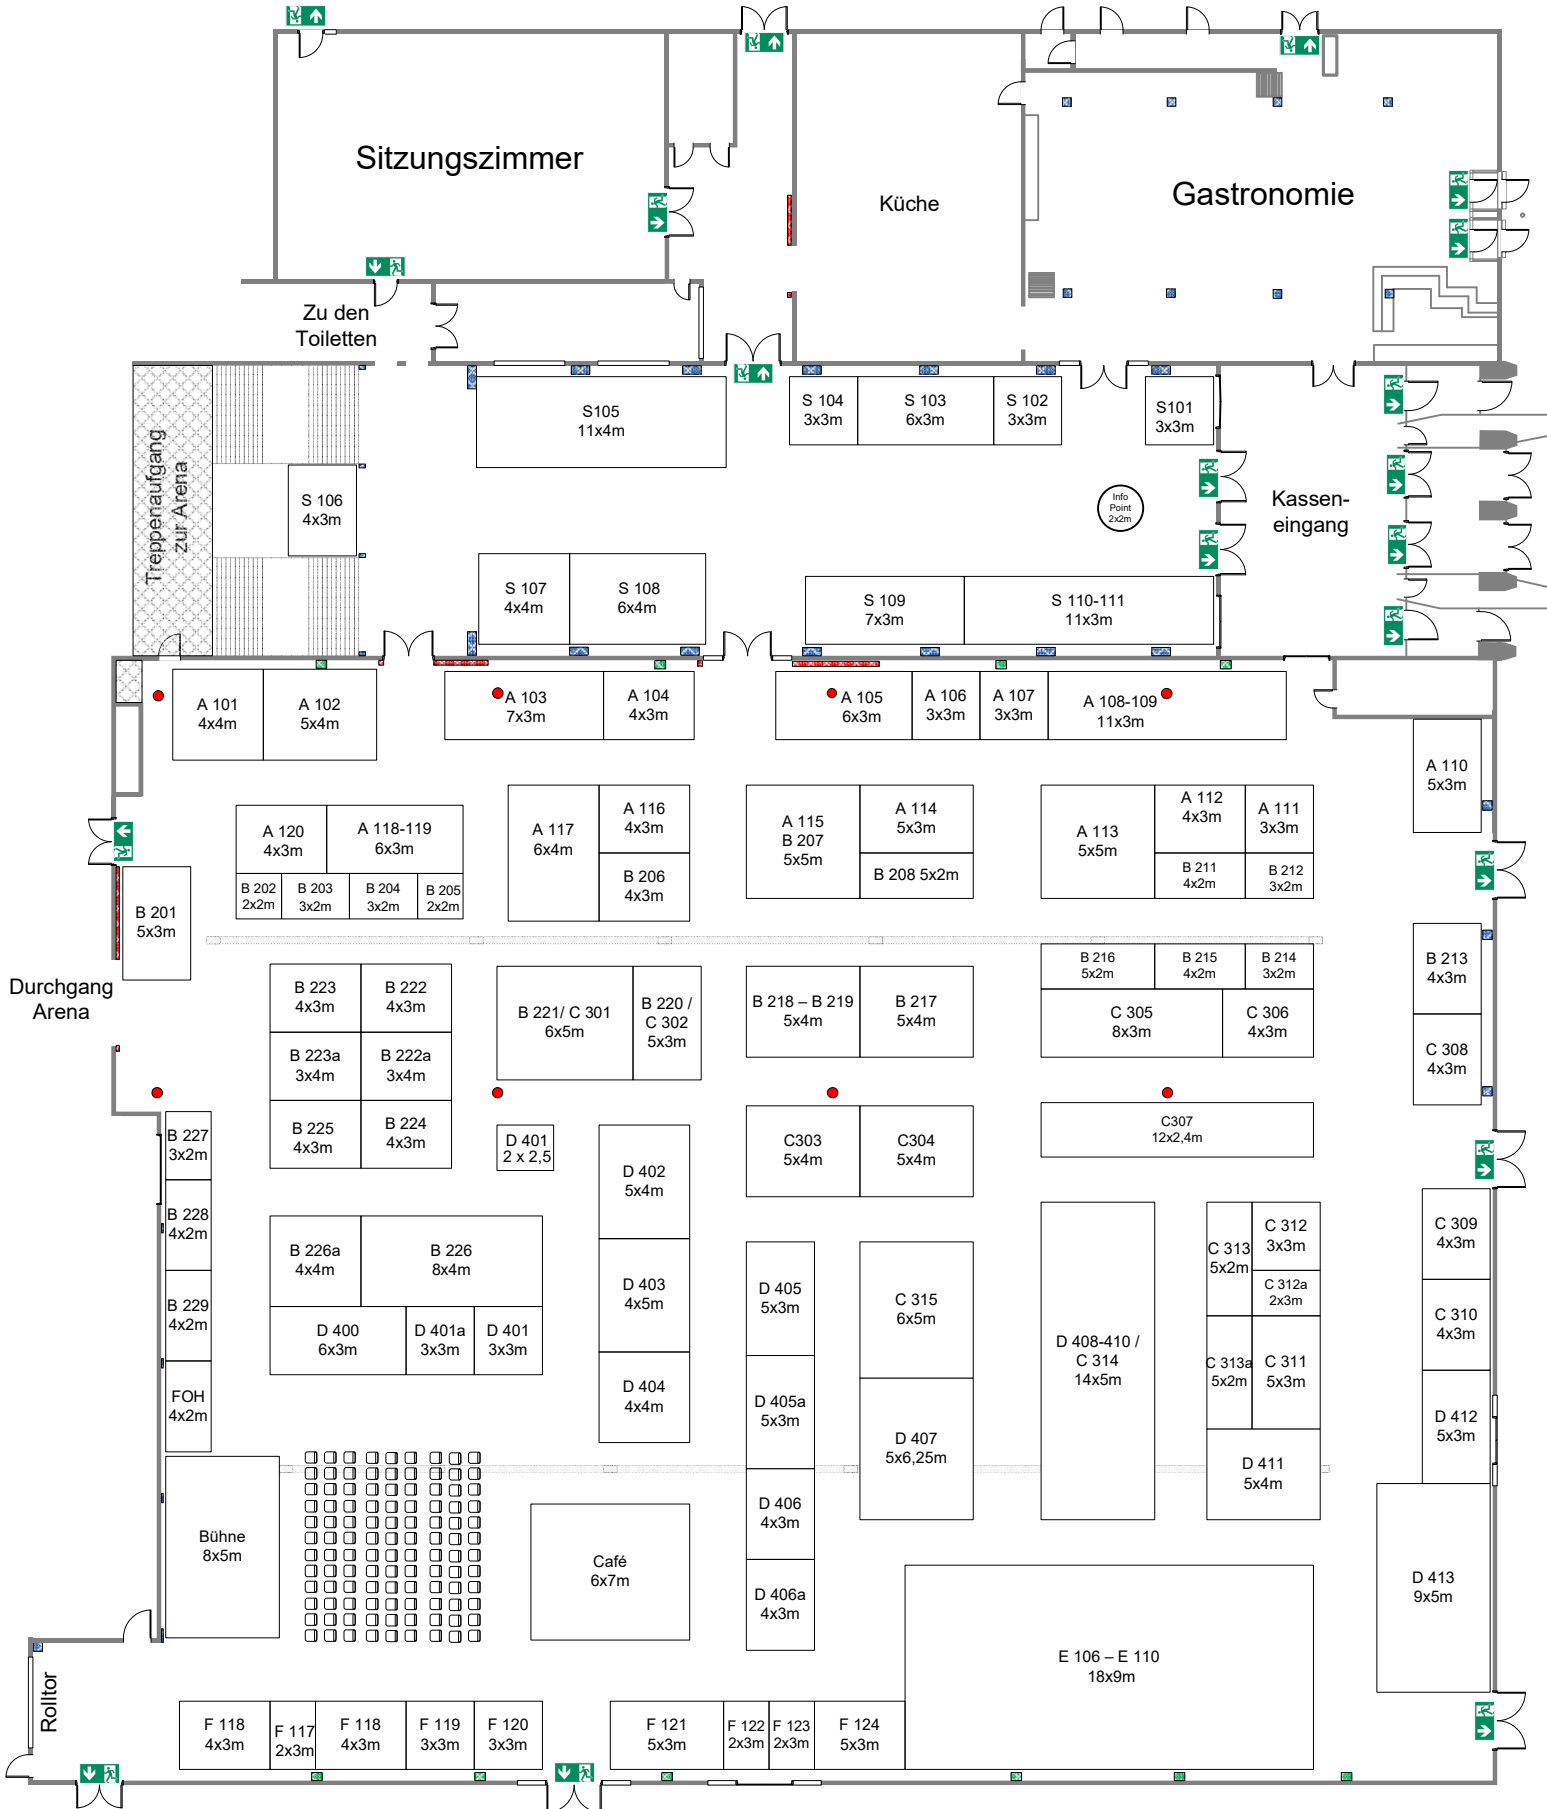 Sitzungszimmer
Küche
Gastronomie
Zu den
Toiletten
Treppenaufgang
zur Arena
S105
11x4m
S 104
3x3m
S 103
6x3m
S 102
3x3m
S101
3x3m
S 106
4x3m
Info
Point
2x2m
Kassen-
eingang
S 107
4x4m
S 108
6x4m
S 109
7x3m
S 110-111
11x3m
A 101
4x4m
A 102
5x4m
A 103
7x3m
A 104
4x3m
A 105
6x3m
A 106
3x3m
A 107
3x3m
A 108-109
11x3m
A 110
5x3m
A 120
4x3m
A 118-119
6x3m
B 202
2x2m
B 203
3x2m
B 204
3x2m
B 205
2x2m
A 117
6x4m
A 116
4x3m
B 206
4x3m
A 115
B 207
5x5m
A 114
5x3m
B 208 5x2m
A 113
5x5m
A 112
4x3m
A 111
3x3m
B 211
4x2m
B 212
3x2m
B 201
5x3m
Durchgang
Arena
B 223
4x3m
B 222
4x3m
B 223a
3x4m
B 222a
3x4m
B 225
4x3m
B 224
4x3m
B 221/ C 301
6x5m
B 220 /
C 302
5x3m
B 218 – B 219
5x4m
B 217
5x4m
B 216
5x2m
B 215
4x2m
B 214
3x2m
C 305
8x3m
C 306
4x3m
B 213
4x3m
C 308
4x3m
B 227
3x2m
B 228
4x2m
B 229
4x2m
FOH
4x2m
D 401
2 x 2,5
D 402
5x4m
D 403
4x5m
D 404
4x4m
C303
5x4m
C304
5x4m
C307
12x2,4m
B 226a
4x4m
B 226
8x4m
D 400
6x3m
D 401a
3x3m
D 401
3x3m
D 405
5x3m
D 405a
5x3m
D 406
4x3m
D 406a
4x3m
C 315
6x5m
D 407
5x6,25m
D 408-410 /
C 314
14x5m
C 313
5x2m
C 312
3x3m
C 312a
2x3m
C 313a
5x2m
C 311
5x3m
D 411
5x4m
C 309
4x3m
C 310
4x3m
D 412
5x3m
D 413
9x5m
Bühne
8x5m
Café
6x7m
E 106 – E 110
18x9m
Rolltor
F 118
4x3m
F 117
2x3m
F 118
4x3m
F 119
3x3m
F 120
3x3m
F 121
5x3m
F 122
2x3m
F 123
2x3m
F 124
5x3m